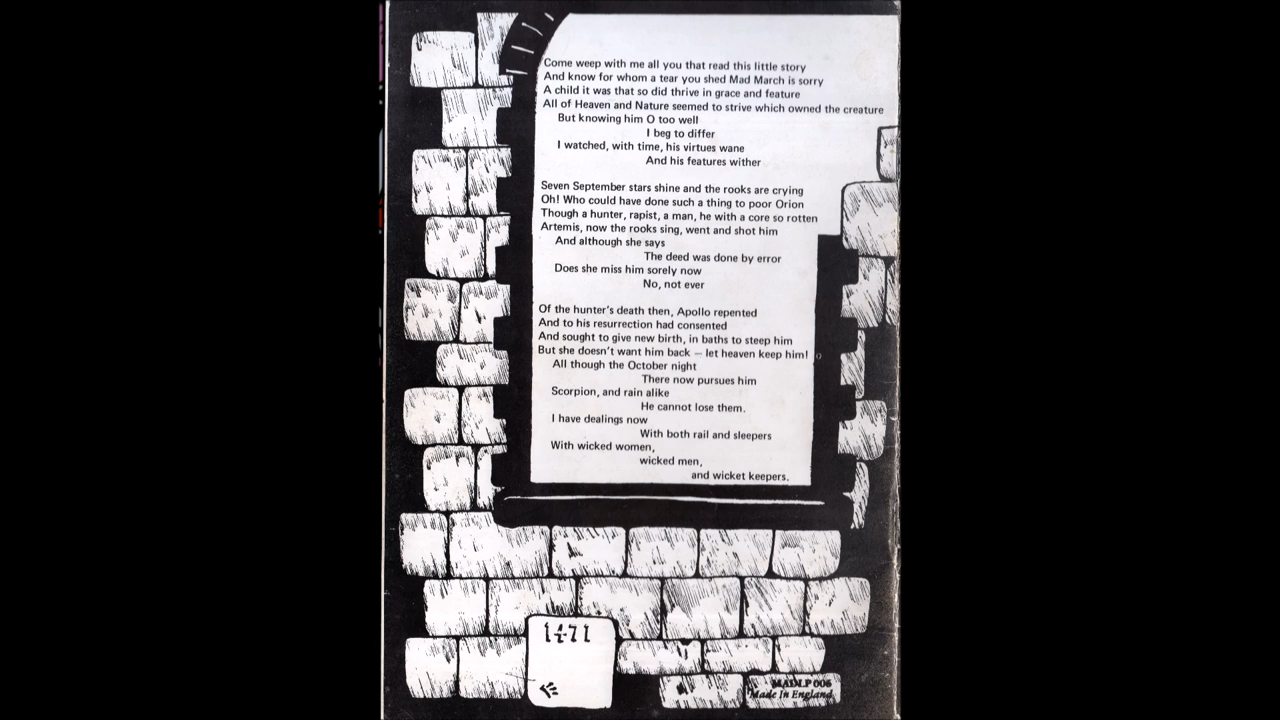 Come weep with me all you that read this little story
And know for whom a tear you shed Mad March is sorry
A child it was that so did thrive in grace and feature
All of Heaven and Nature seemed to strive which owned the creature
But knowing him O too well
I beg to differ
I watched, with time, his virtues wane
And his features wither
Seven September stars shine and the rooks are crying
Oh! Who could have done such a thing to poor Orion
Though a hunter, rapist, a man, he with a core so rotten
Artemis, now the rooks sing, went and shot him
And although she says
The deed was done by error
Does she miss him sorely now
No, not ever
Of the hunter's death then, Apollo repented
And to his resurrection had consented
And sought to give new birth, in baths to steep him
But she doesn't want him back — let heaven keep him!
All though the October night
There now pursues him
Scorpion, and rain alike
He cannot lose them.
I have dealings now
With both rail and sleepers
With wicked women,
wicked men,
and wicket keepers.
1471
MADLP 006
Made In England